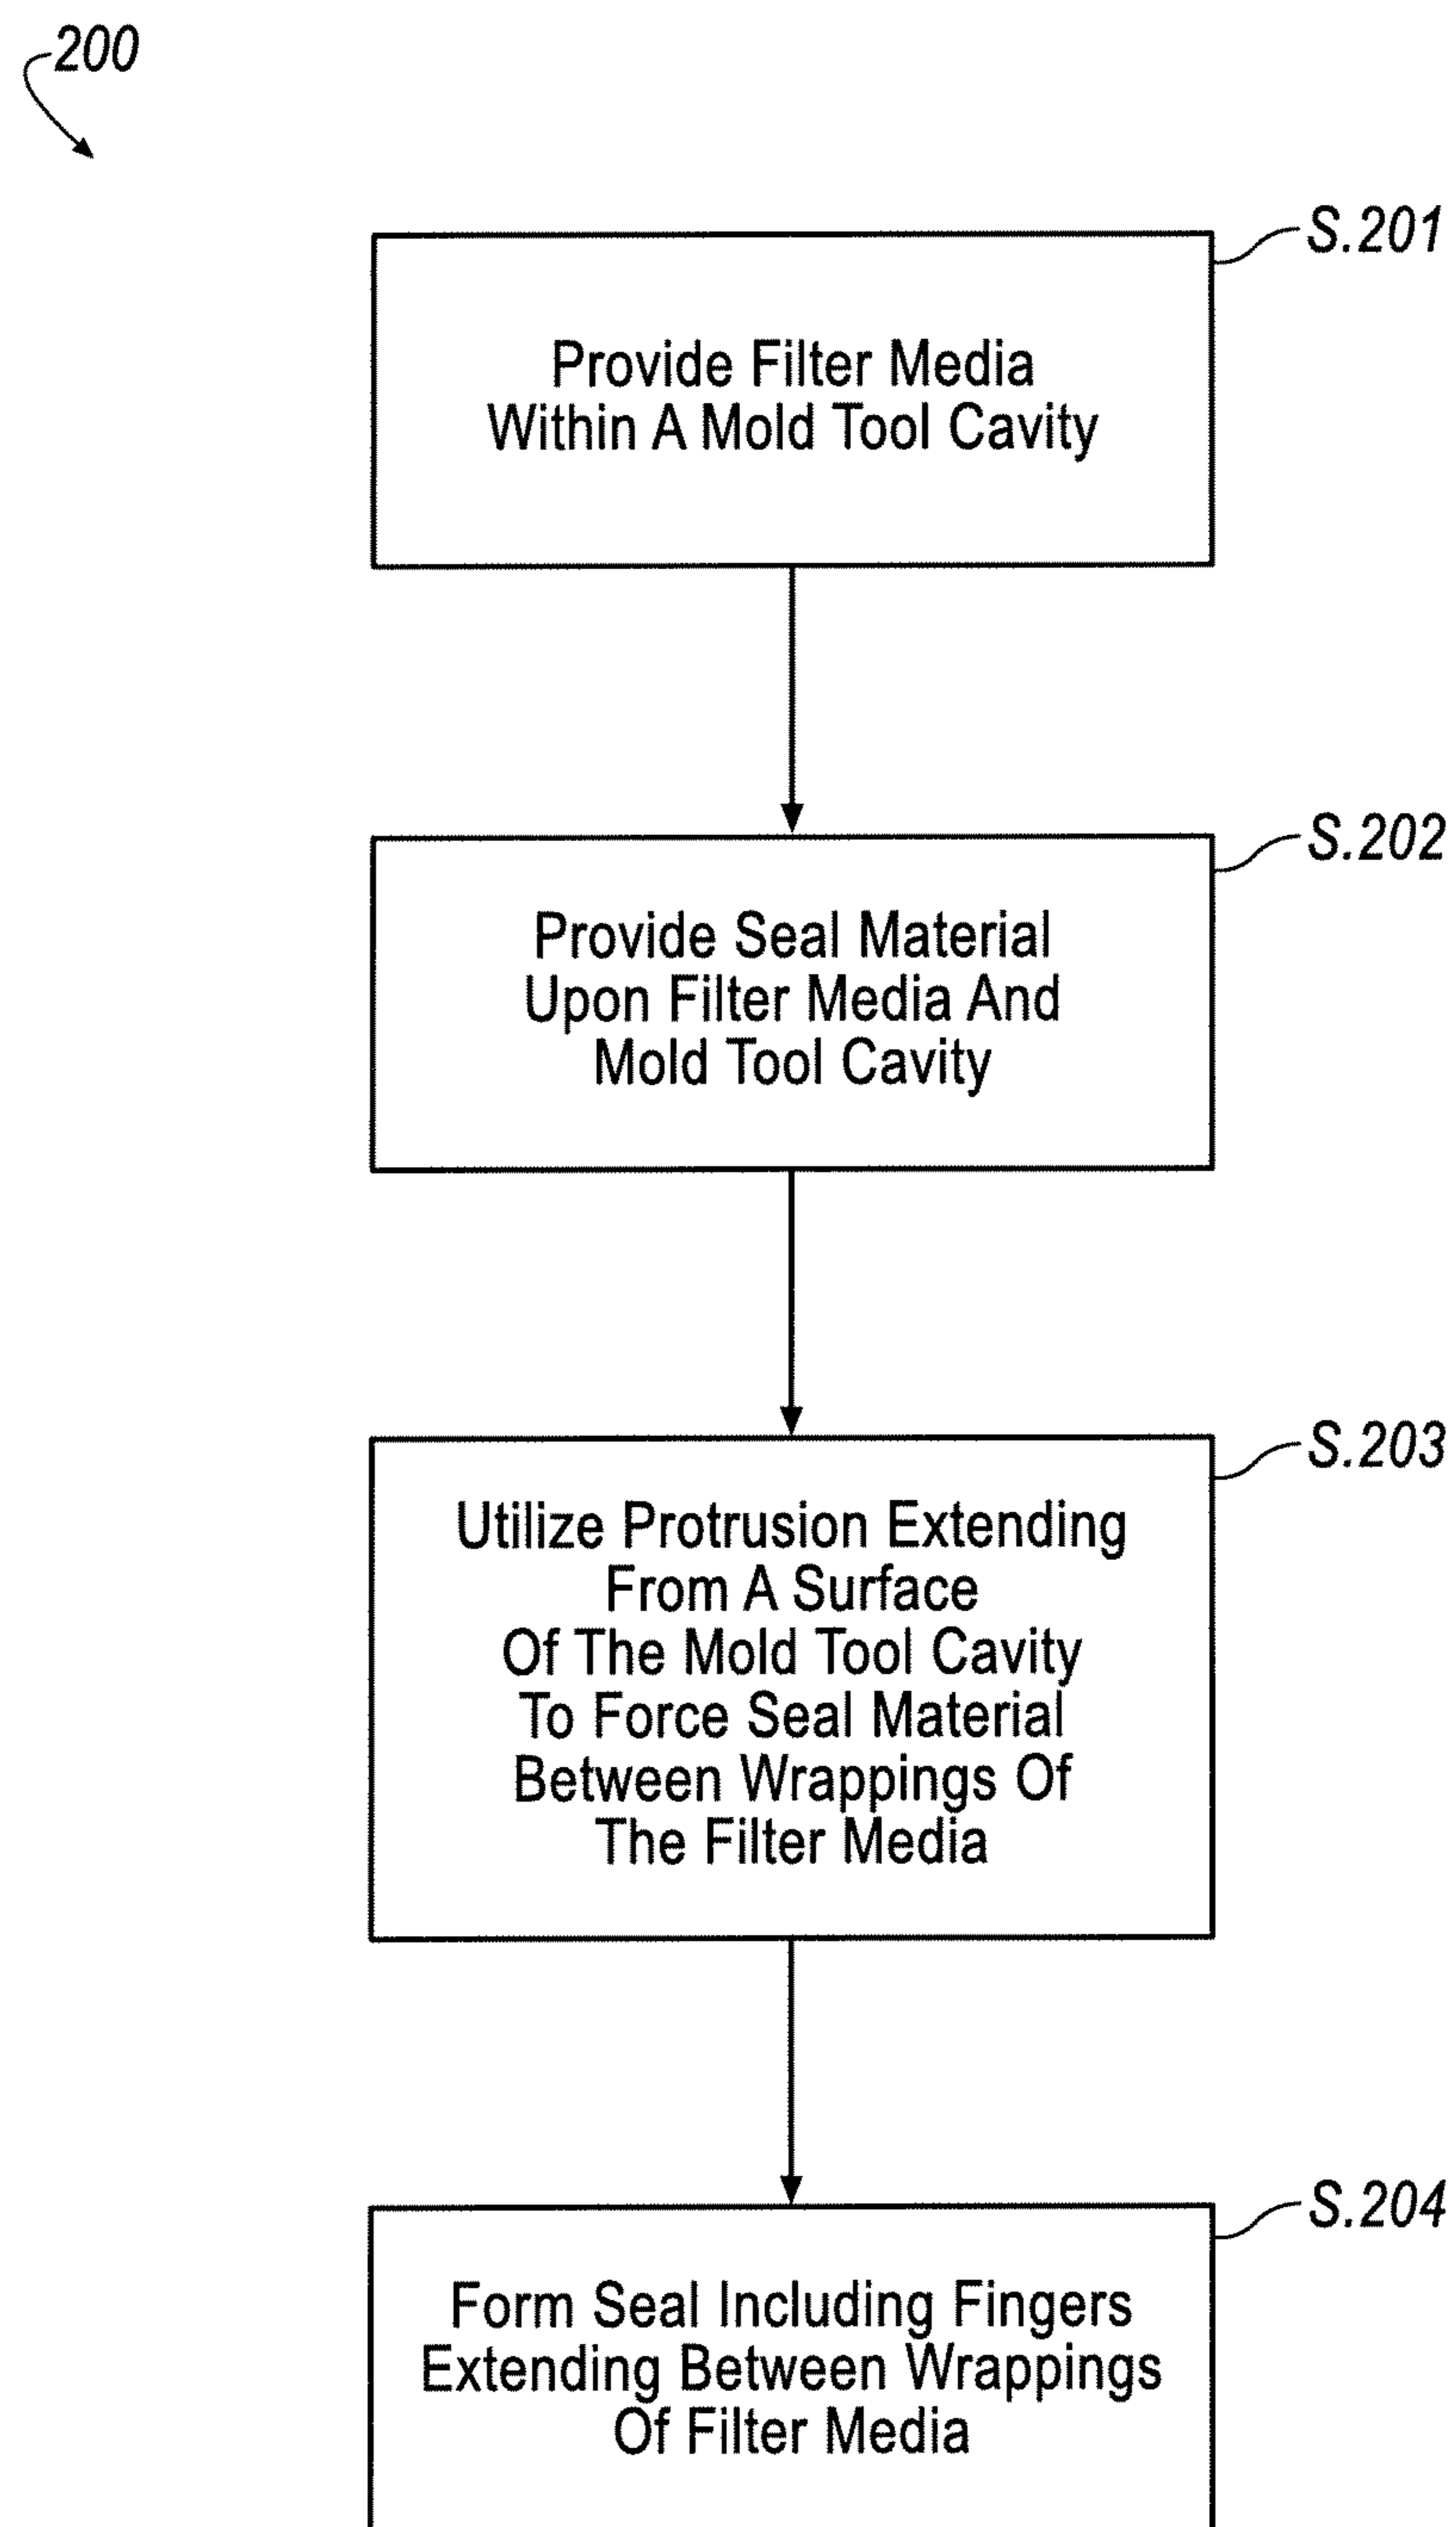 200
S.201
Provide Filter Media
Within A Mold Tool Cavity
S.202
Provide Seal Material
Upon Filter Media And
Mold Tool Cavity
S.203
Utilize Protrusion Extending
From A Surface
Of The Mold Tool Cavity
To Force Seal Material
Between Wrappings Of
The Filter Media
S.204
Form Seal Including Fingers
Extending Between Wrappings
Of Filter Media